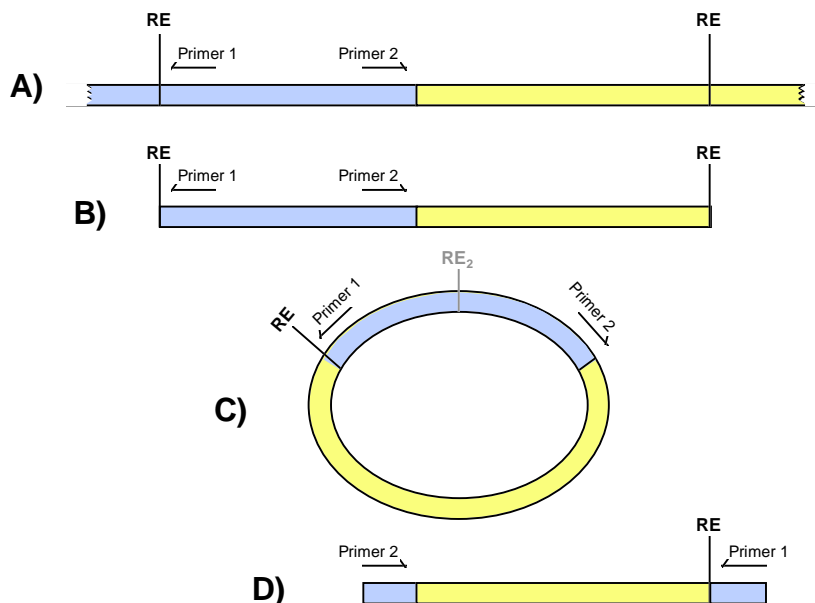 RE RE
Primer 1 Primer 2
A)
RE RE
Primer 1 Primer 2
B)
RE₂
Primer 1 Primer 2
RE
C)
RE
Primer 2 Primer 1
D)